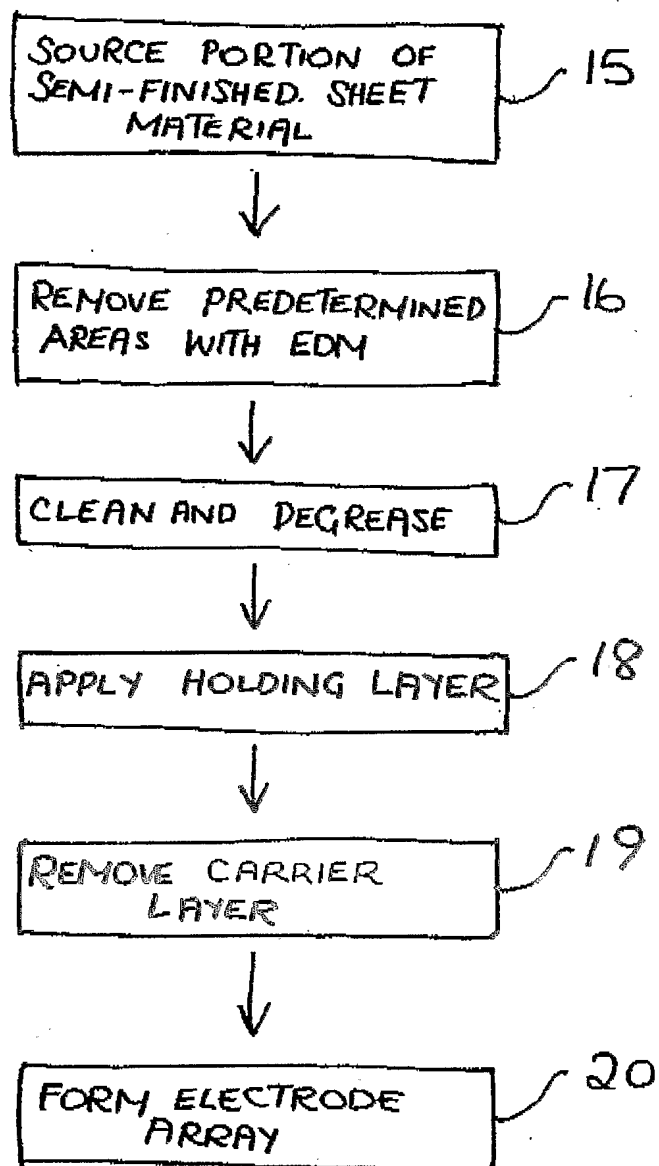 SOURCE PORTION OF
SEMI-FINISHED. SHEET
MATERIAL
15
REMOVE PREDETERMINED
AREAS WITH EDM
16
CLEAN AND DEGREASE
17
APPLY HOLDING LAYER
18
REMOVE CARRIER
LAYER
19
FORM ELECTRODE
ARRAY
20